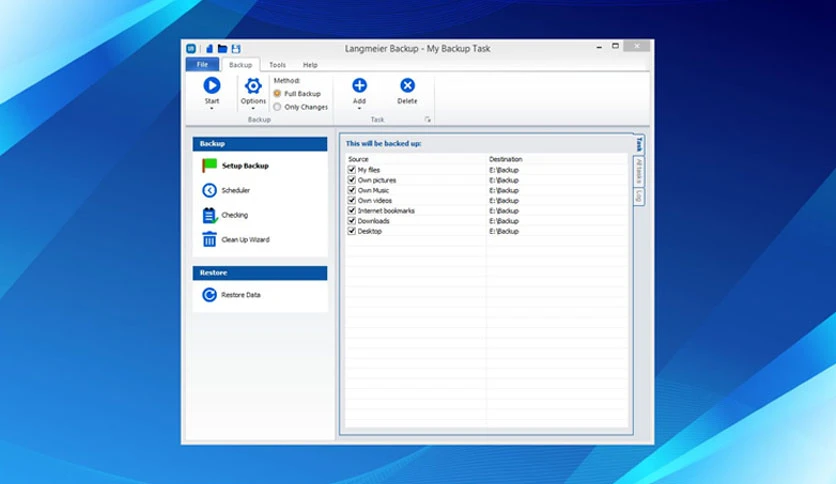 Langmeier Backup - My Backup Task
File Backup Tools Help
Method:
Full Backup
Only Changes
Start Options Add Delete
Backup Task
Backup
Setup Backup
Scheduler
Checking
Clean Up Wizard
Restore
Restore Data
This will be backed up:
Source Destination
My files E:\Backup
Own pictures E:\Backup
Own Music E:\Backup
Own videos E:\Backup
Internet bookmarks E:\Backup
Downloads E:\Backup
Desktop E:\Backup
Task
All tasks
Log